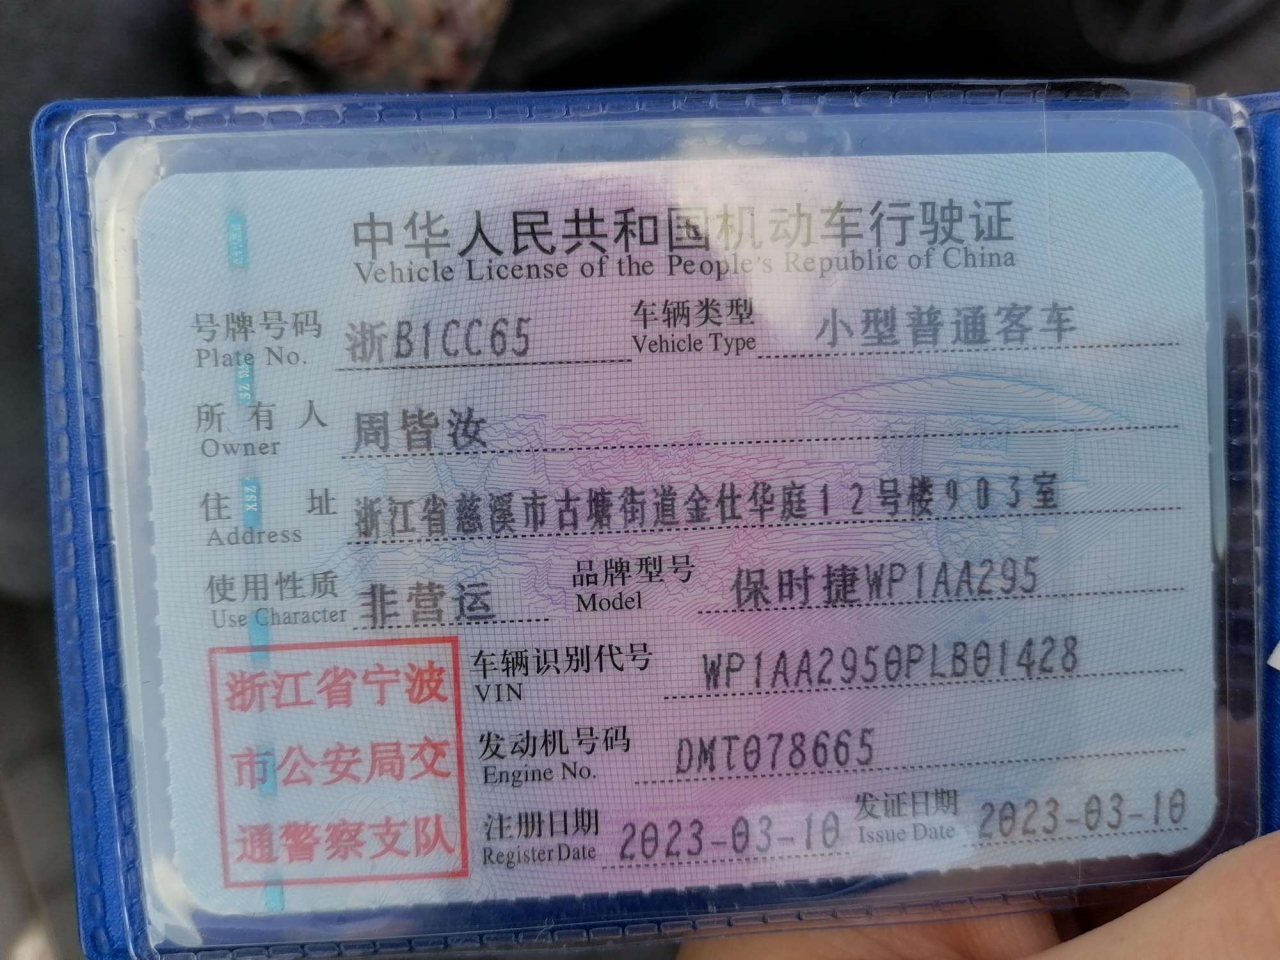 中华人民共和国机动车行驶证
Vehicle License of the People's Republic of China
号牌号码 浙B1CC65 车辆类型 小型普通客车
Plate No. Vehicle Type
所有人 周皆汝
Owner
住址 浙江省慈溪市古塘街道金仕华庭12号楼903室
Address
使用性质 非营运 品牌型号 保时捷WP1AA295
Use Character Model
浙江省宁波
市公安局交
通警察支队
车辆识别代号 WP1AA2950PLB01428
VIN
发动机号码 DMT078665
Engine No.
注册日期 2023-03-10 发证日期 2023-03-10
Register Date Issue Date